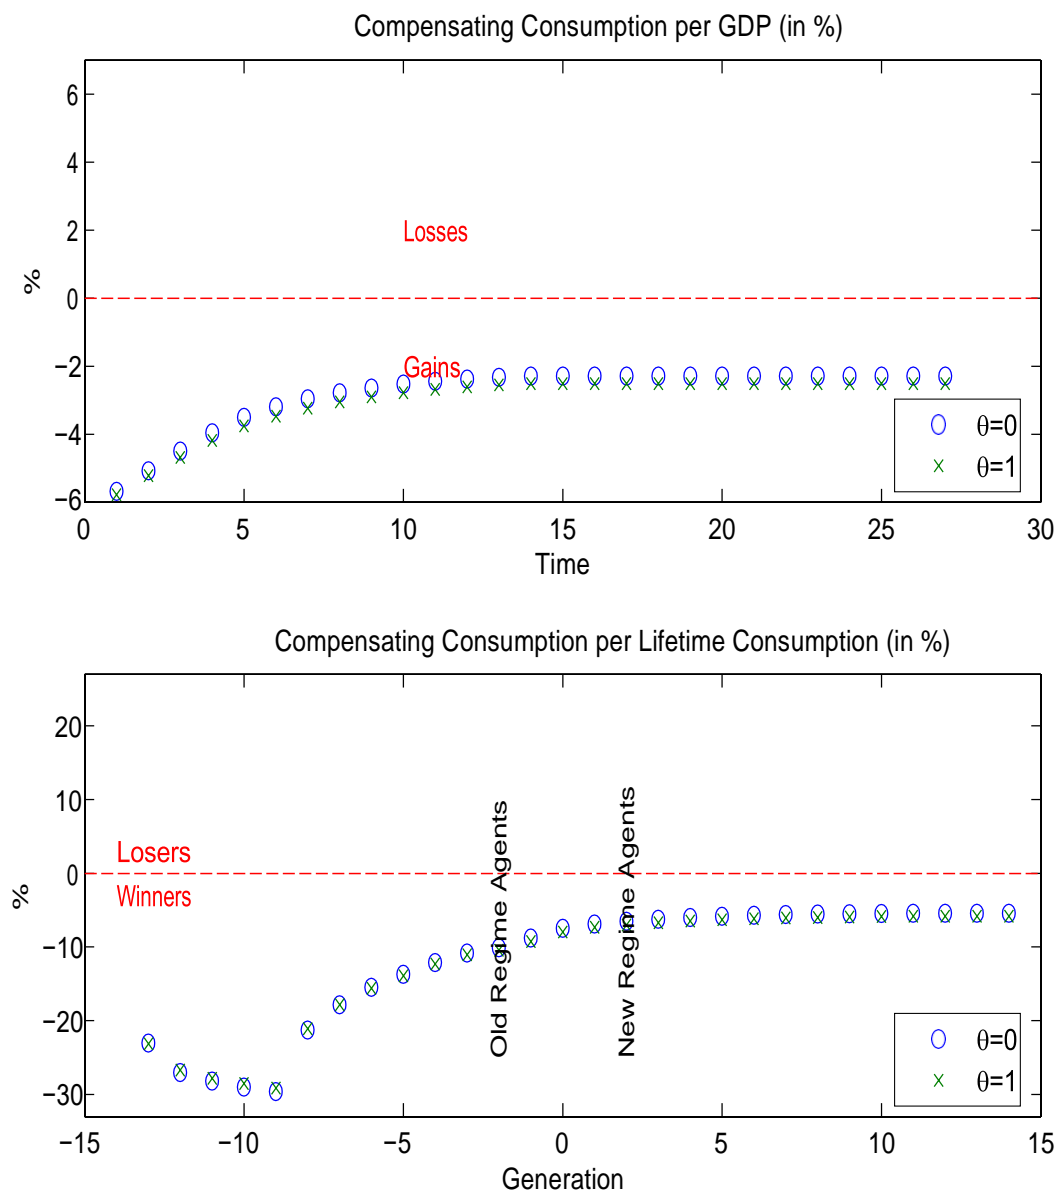 Compensating Consumption per GDP (in %)
6
4
2
0
−2
−4
−6
%
Losses
Gains
θ=0
θ=1
0 5 10 15 20 25 30
Time
Compensating Consumption per Lifetime Consumption (in %)
20
10
0
−10
−20
−30
%
Losers
Winners
Old Regime Agents
New Regime Agents
θ=0
θ=1
−15 −10 −5 0 5 10 15
Generation